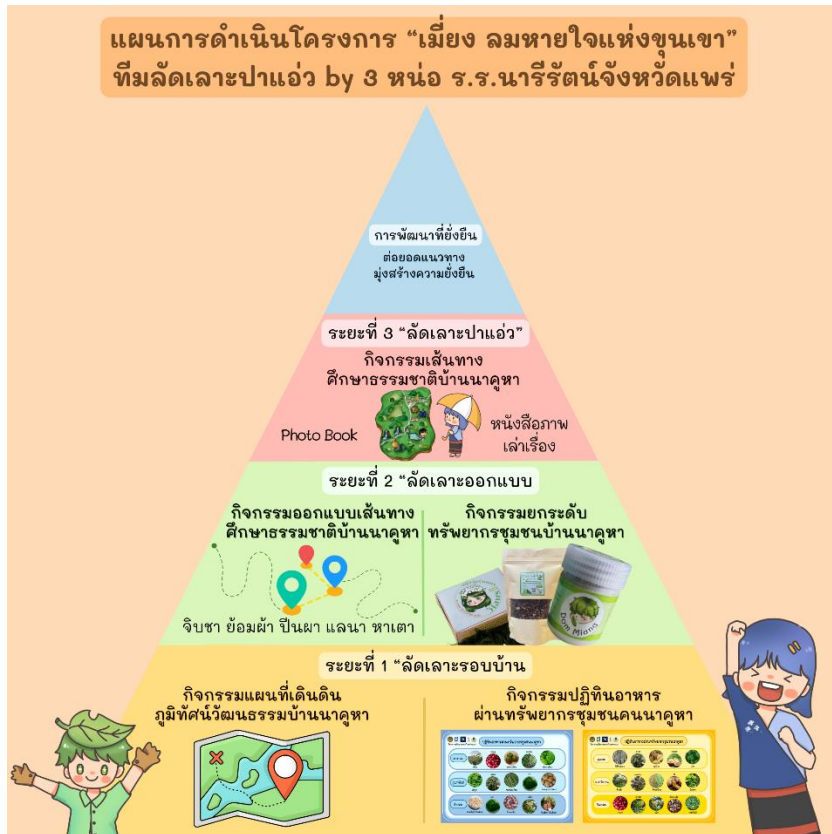 แผนการดำเนินโครงการ “เมี่ยง ลมหายใจแห่งขุนเขา”
ทีมลัดเลาะปาแอ่ว by 3 หน่อ ร.ร.นารีรัตน์จังหวัดแพร่
การพัฒนาที่ยั่งยืน
ต่อยอดแนวทาง
มุ่งสร้างความยั่งยืน
ระยะที่ 3 “ลัดเลาะปาแอ่ว”
กิจกรรมเส้นทาง
ศึกษาธรรมชาติบ้านนาคูหา
Photo Book
หนังสือภาพ
เล่าเรื่อง
ระยะที่ 2 “ลัดเลาะออกแบบ
กิจกรรมออกแบบเส้นทาง
ศึกษาธรรมชาติบ้านนาคูหา
จิบชา ย้อมผ้า ปีนผา แลนา หาเตา
กิจกรรมยกระดับ
ทรัพยากรชุมชนบ้านนาคูหา
Dom Miang
ระยะที่ 1 “ลัดเลาะรอบบ้าน
กิจกรรมแผนที่เดินดิน
ภูมิทัศน์วัฒนธรรมบ้านนาคูหา
กิจกรรมปฏิทินอาหาร
ผ่านทรัพยากรชุมชนคนนาคูหา